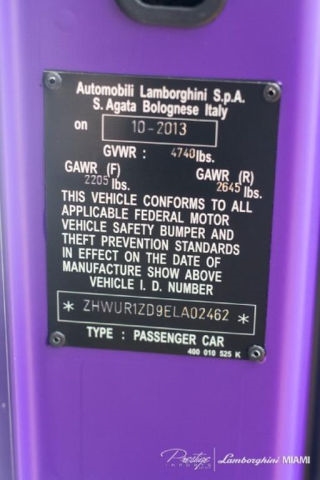 Automobili Lamborghini S.p.A.
S. Agata Bolognese Italy
on 10-2013
GVWR : 4740 lbs.
GAWR (F) GAWR (R)
2205 lbs. 2645 lbs.
THIS VEHICLE CONFORMS TO ALL
APPLICABLE FEDERAL MOTOR
VEHICLE SAFETY BUMPER AND
THEFT PREVENTION STANDARDS
IN EFFECT ON THE DATE OF
MANUFACTURE SHOW ABOVE
VEHICLE I. D. NUMBER
* ZHWUR1ZD9ELA02462 *
TYPE : PASSENGER CAR
400 010 525 K
Prestige IMPORTS Lamborghini MIAMI